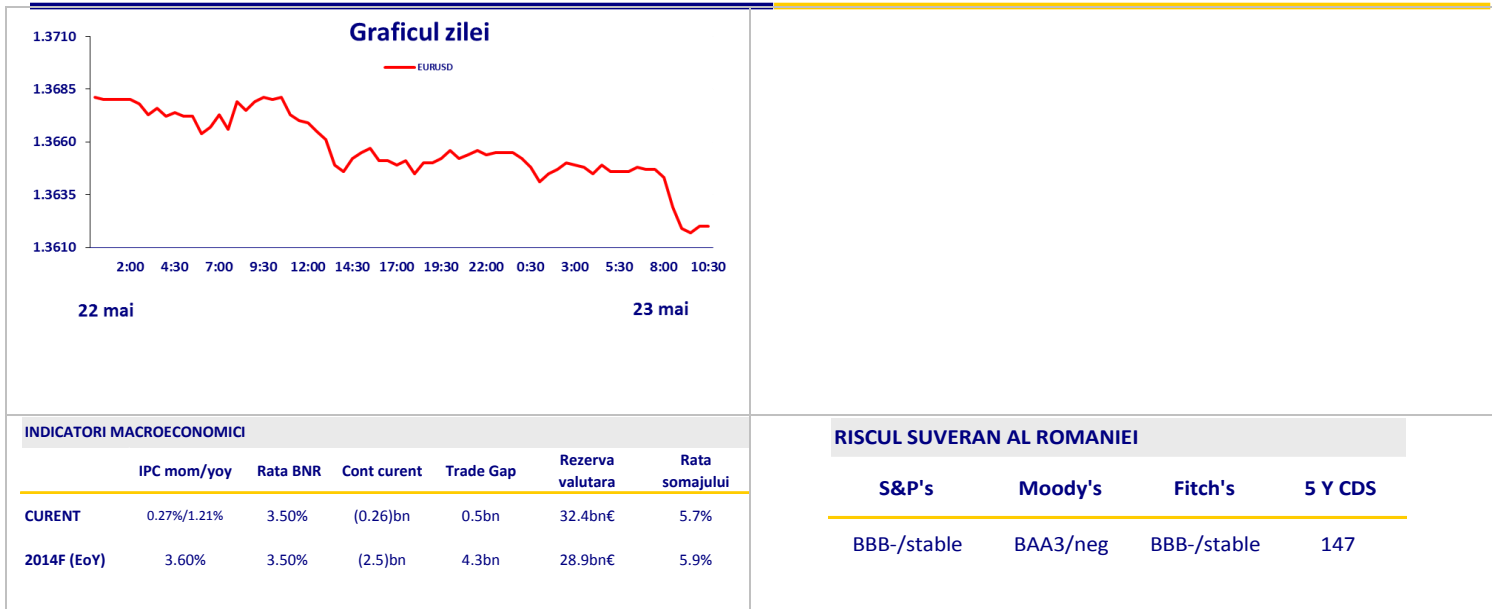 Graficul zilei
EURUSD
1.3710
1.3685
1.3660
1.3635
1.3610
2:00 4:30 7:00 9:30 12:00 14:30 17:00 19:30 22:00 0:30 3:00 5:30 8:00 10:30
22 mai 23 mai
INDICATORI MACROECONOMICI
IPC mom/yoy Rata BNR Cont curent Trade Gap Rezerva valutara Rata somajului
CURENT 0.27%/1.21% 3.50% (0.26)bn 0.5bn 32.4bn€ 5.7%
2014F (EoY) 3.60% 3.50% (2.5)bn 4.3bn 28.9bn€ 5.9%
RISCUL SUVERAN AL ROMANIEI
S&P's Moody's Fitch's 5 Y CDS
BBB-/stable BAA3/neg BBB-/stable 147